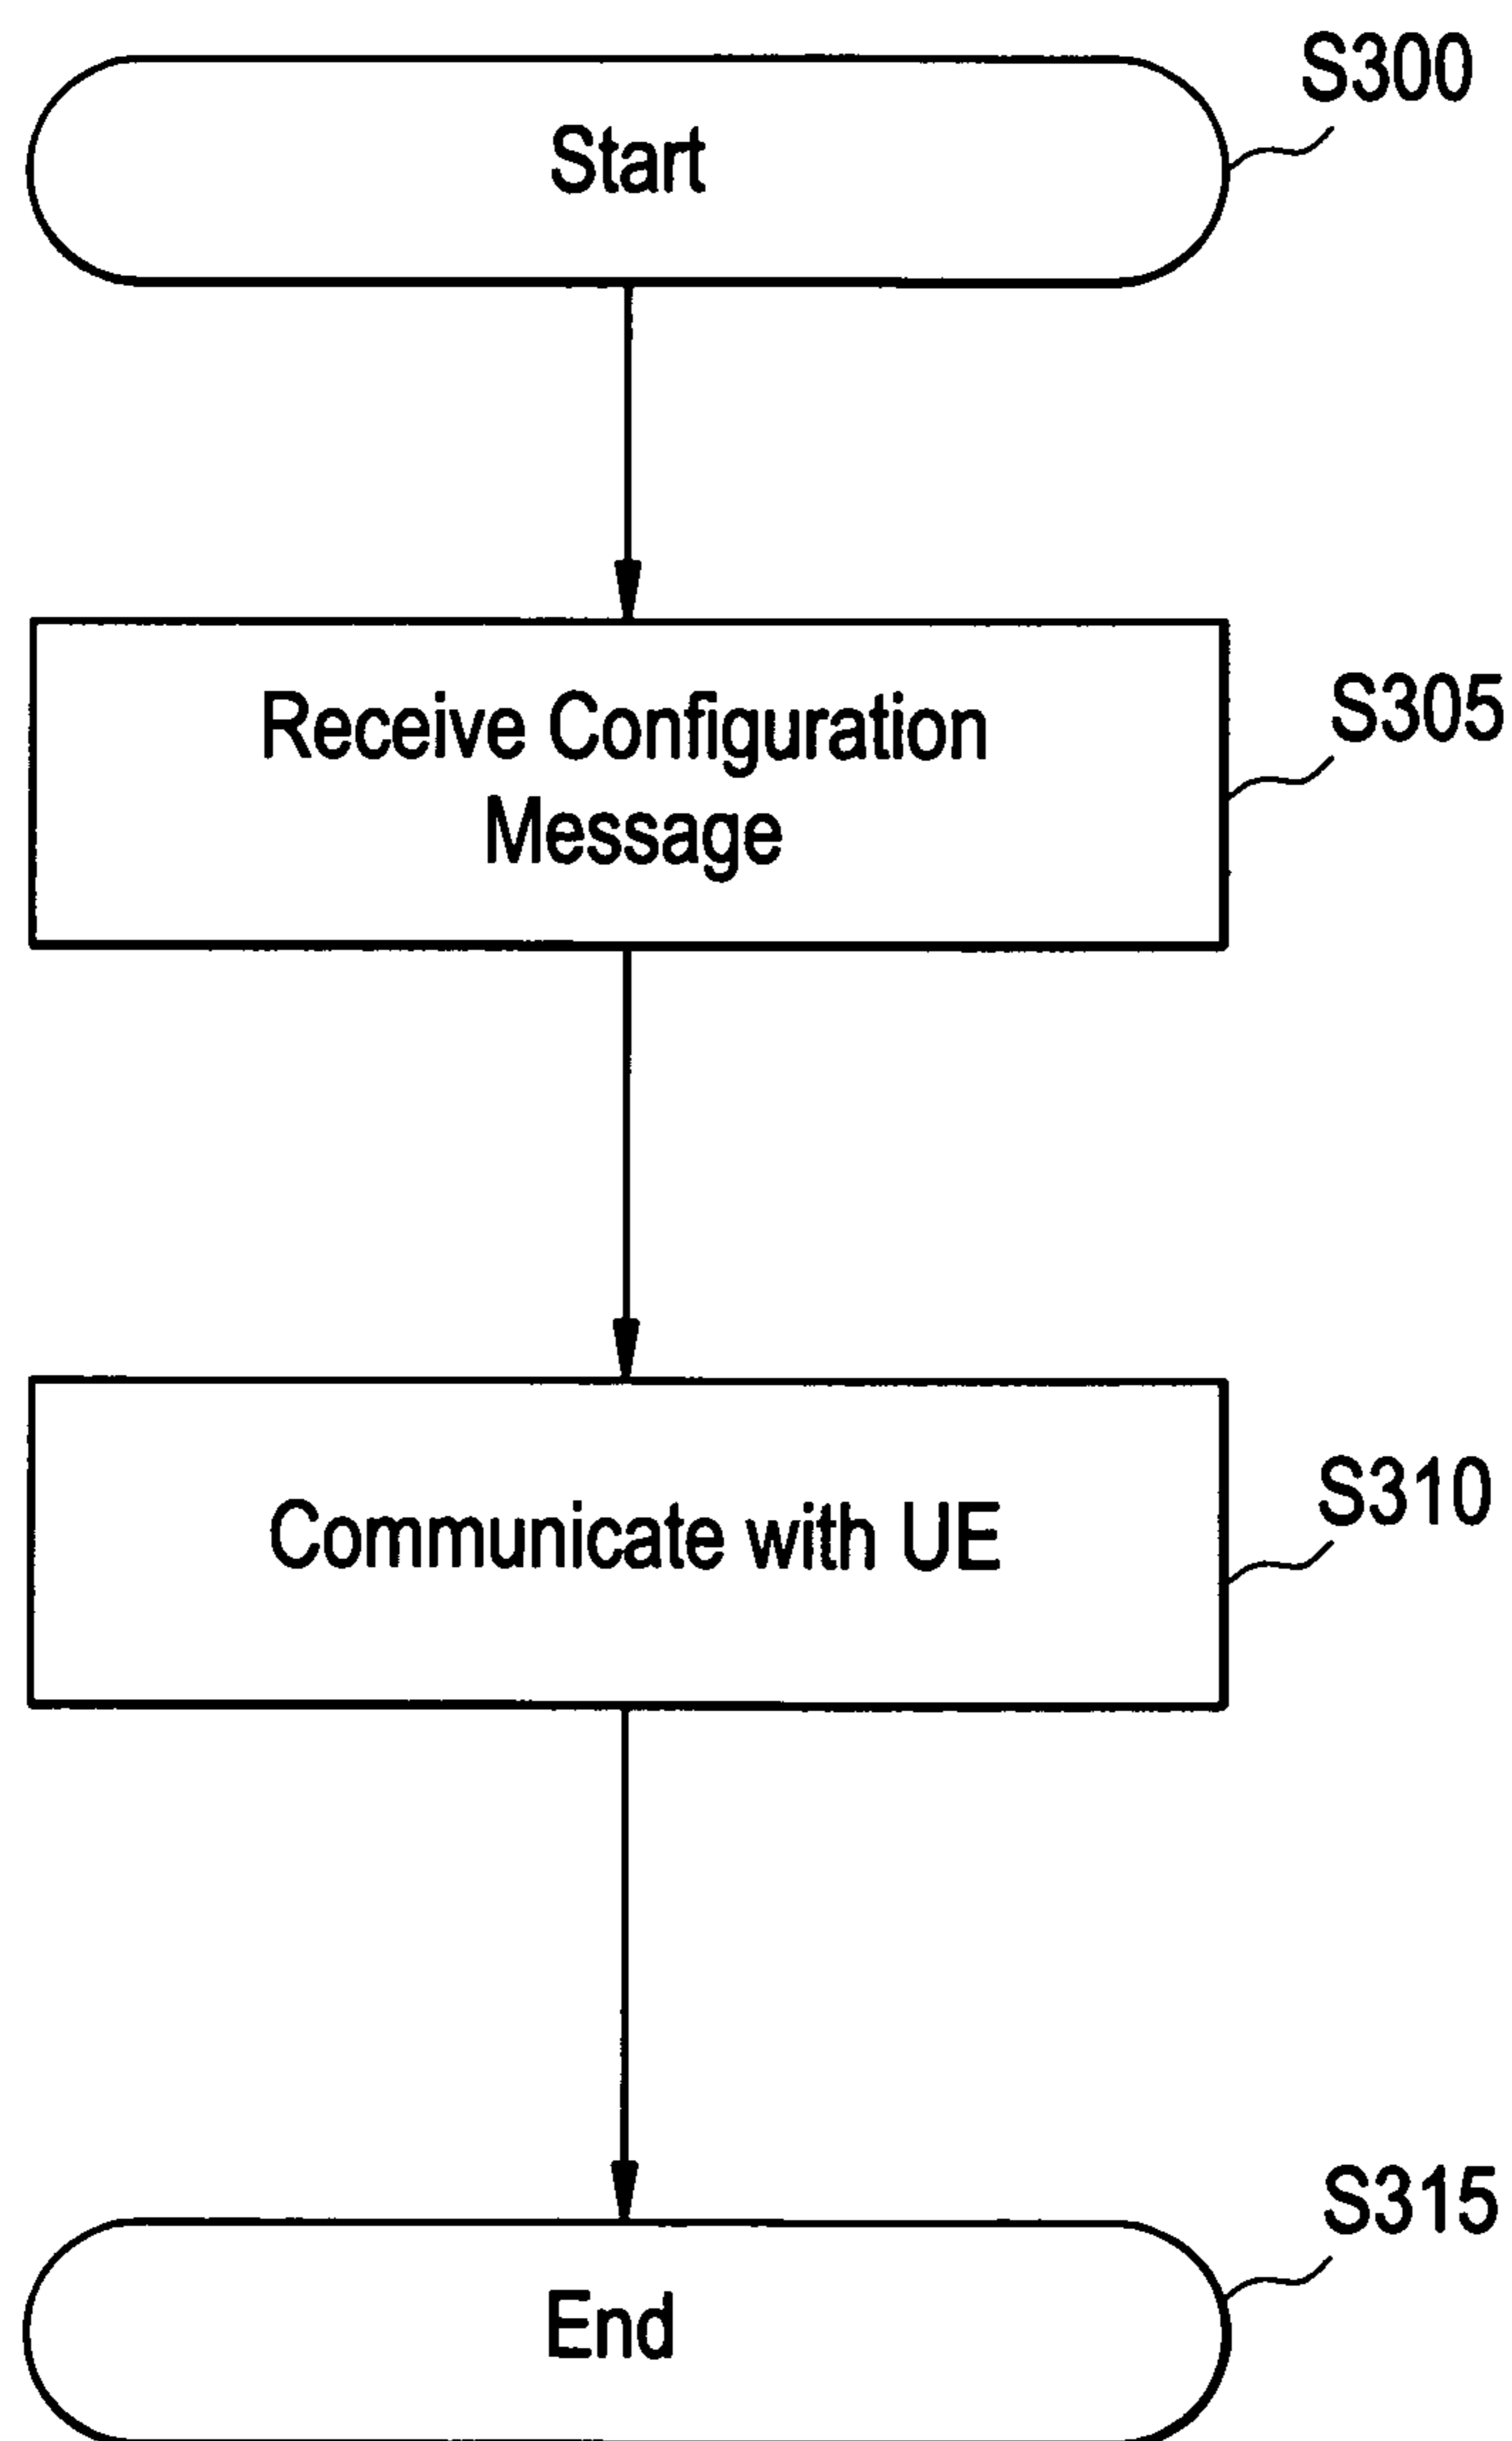 S300
Start
Receive Configuration
Message
S305
Communicate with UE
S310
S315
End